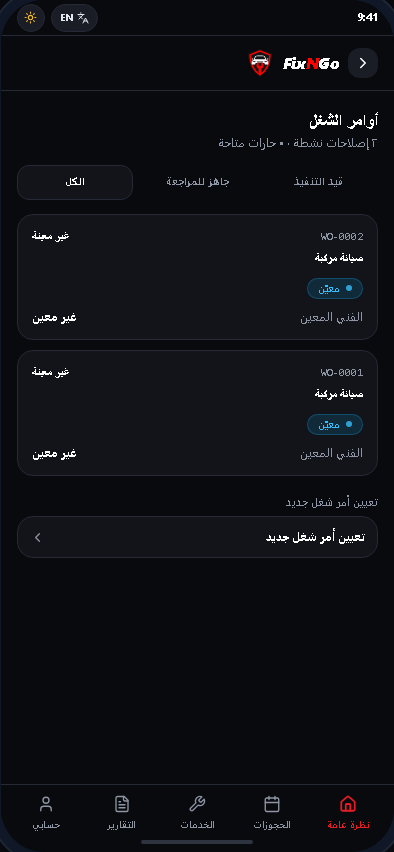 9:41
EN
FixNGo
أوامر الشغل
٢ إصلاحات نشطة · ٠ حارات متاحة
قيد التنفيذ
جاهز للمراجعة
الكل
WO-0002
غير معينة
صيانة مركبة
معيّن
الفني المعين
غير معين
WO-0001
غير معينة
صيانة مركبة
معيّن
الفني المعين
غير معين
تعيين أمر شغل جديد
تعيين أمر شغل جديد
نظرة عامة
الحجوزات
الخدمات
التقارير
حسابي